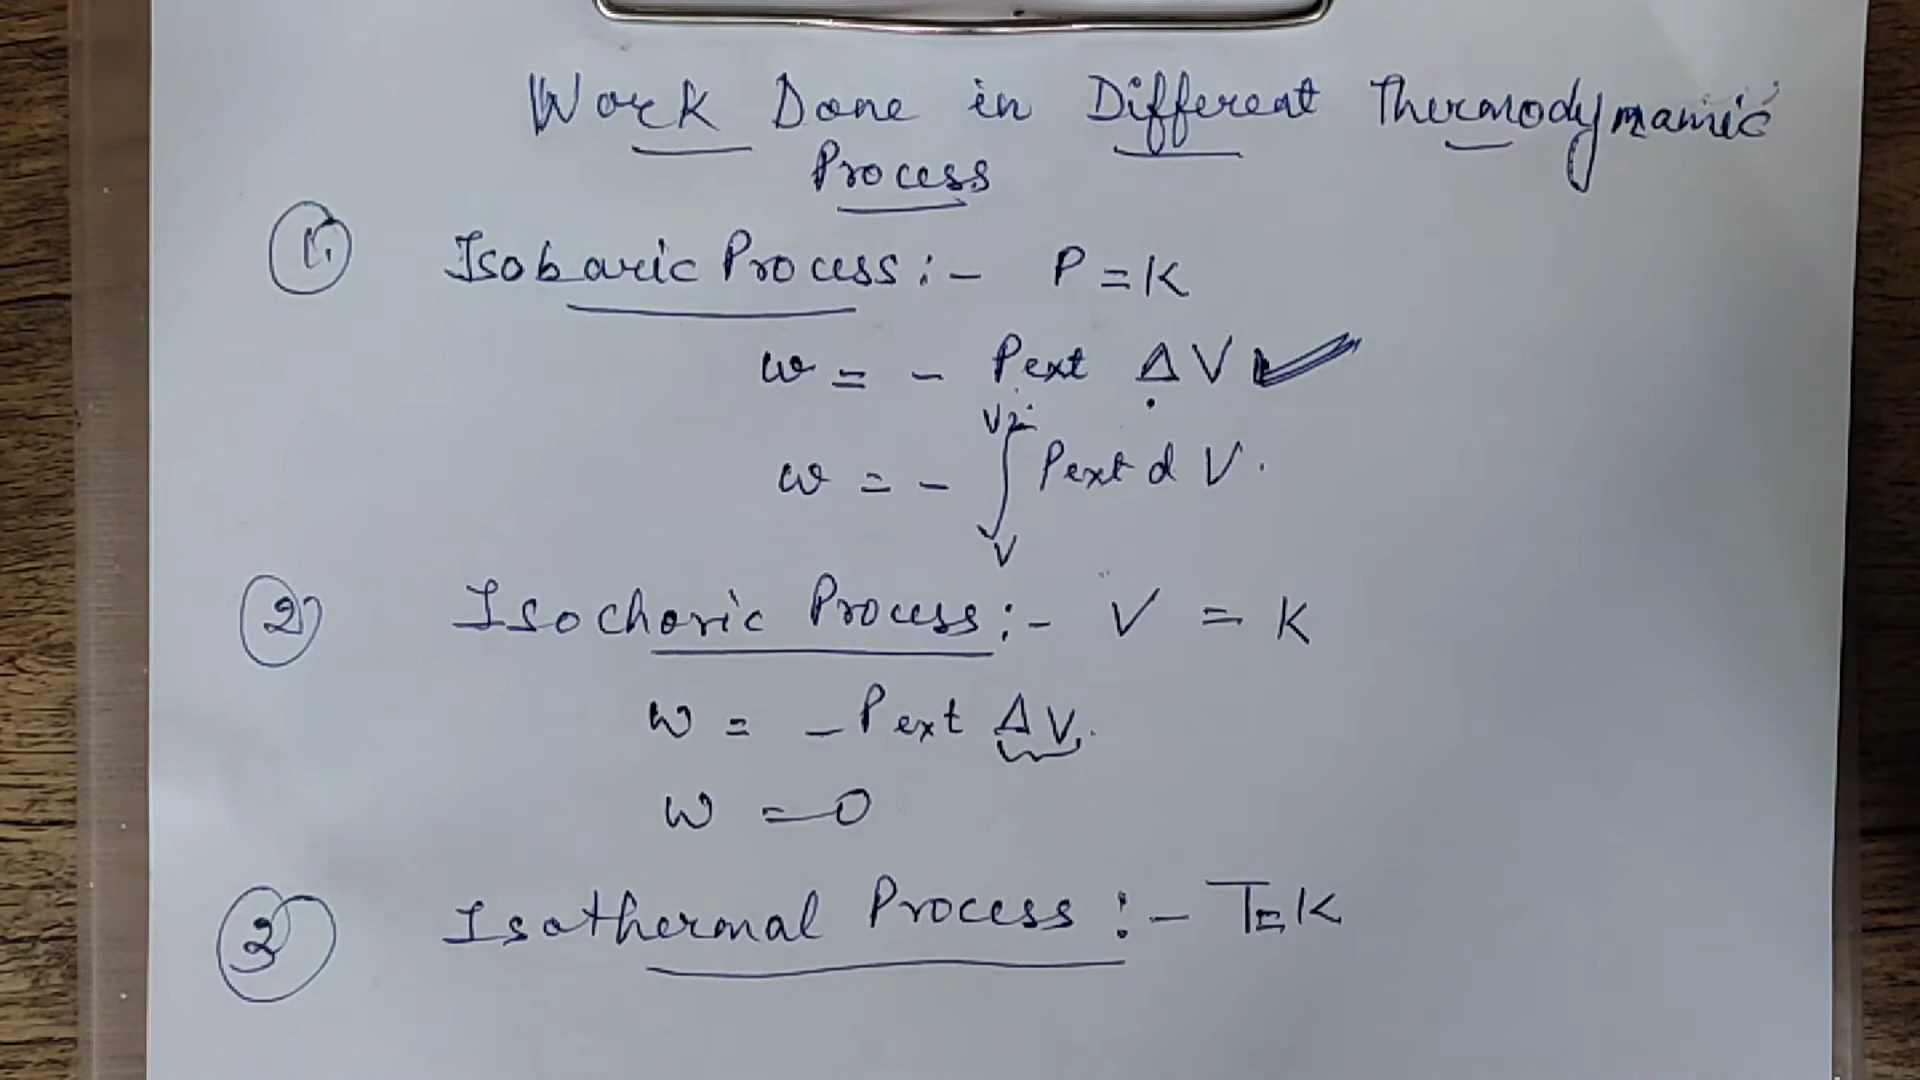 Work Done in Different Thermodynamic
Process
1) Isobaric Process :- P = K
w = - Pext ΔV ✓
w = - ∫ Pext d V.
V2
V
2) Isochoric Process :- V = K
w = - Pext ΔV.
w = 0
3) Isothermal Process :- T = K